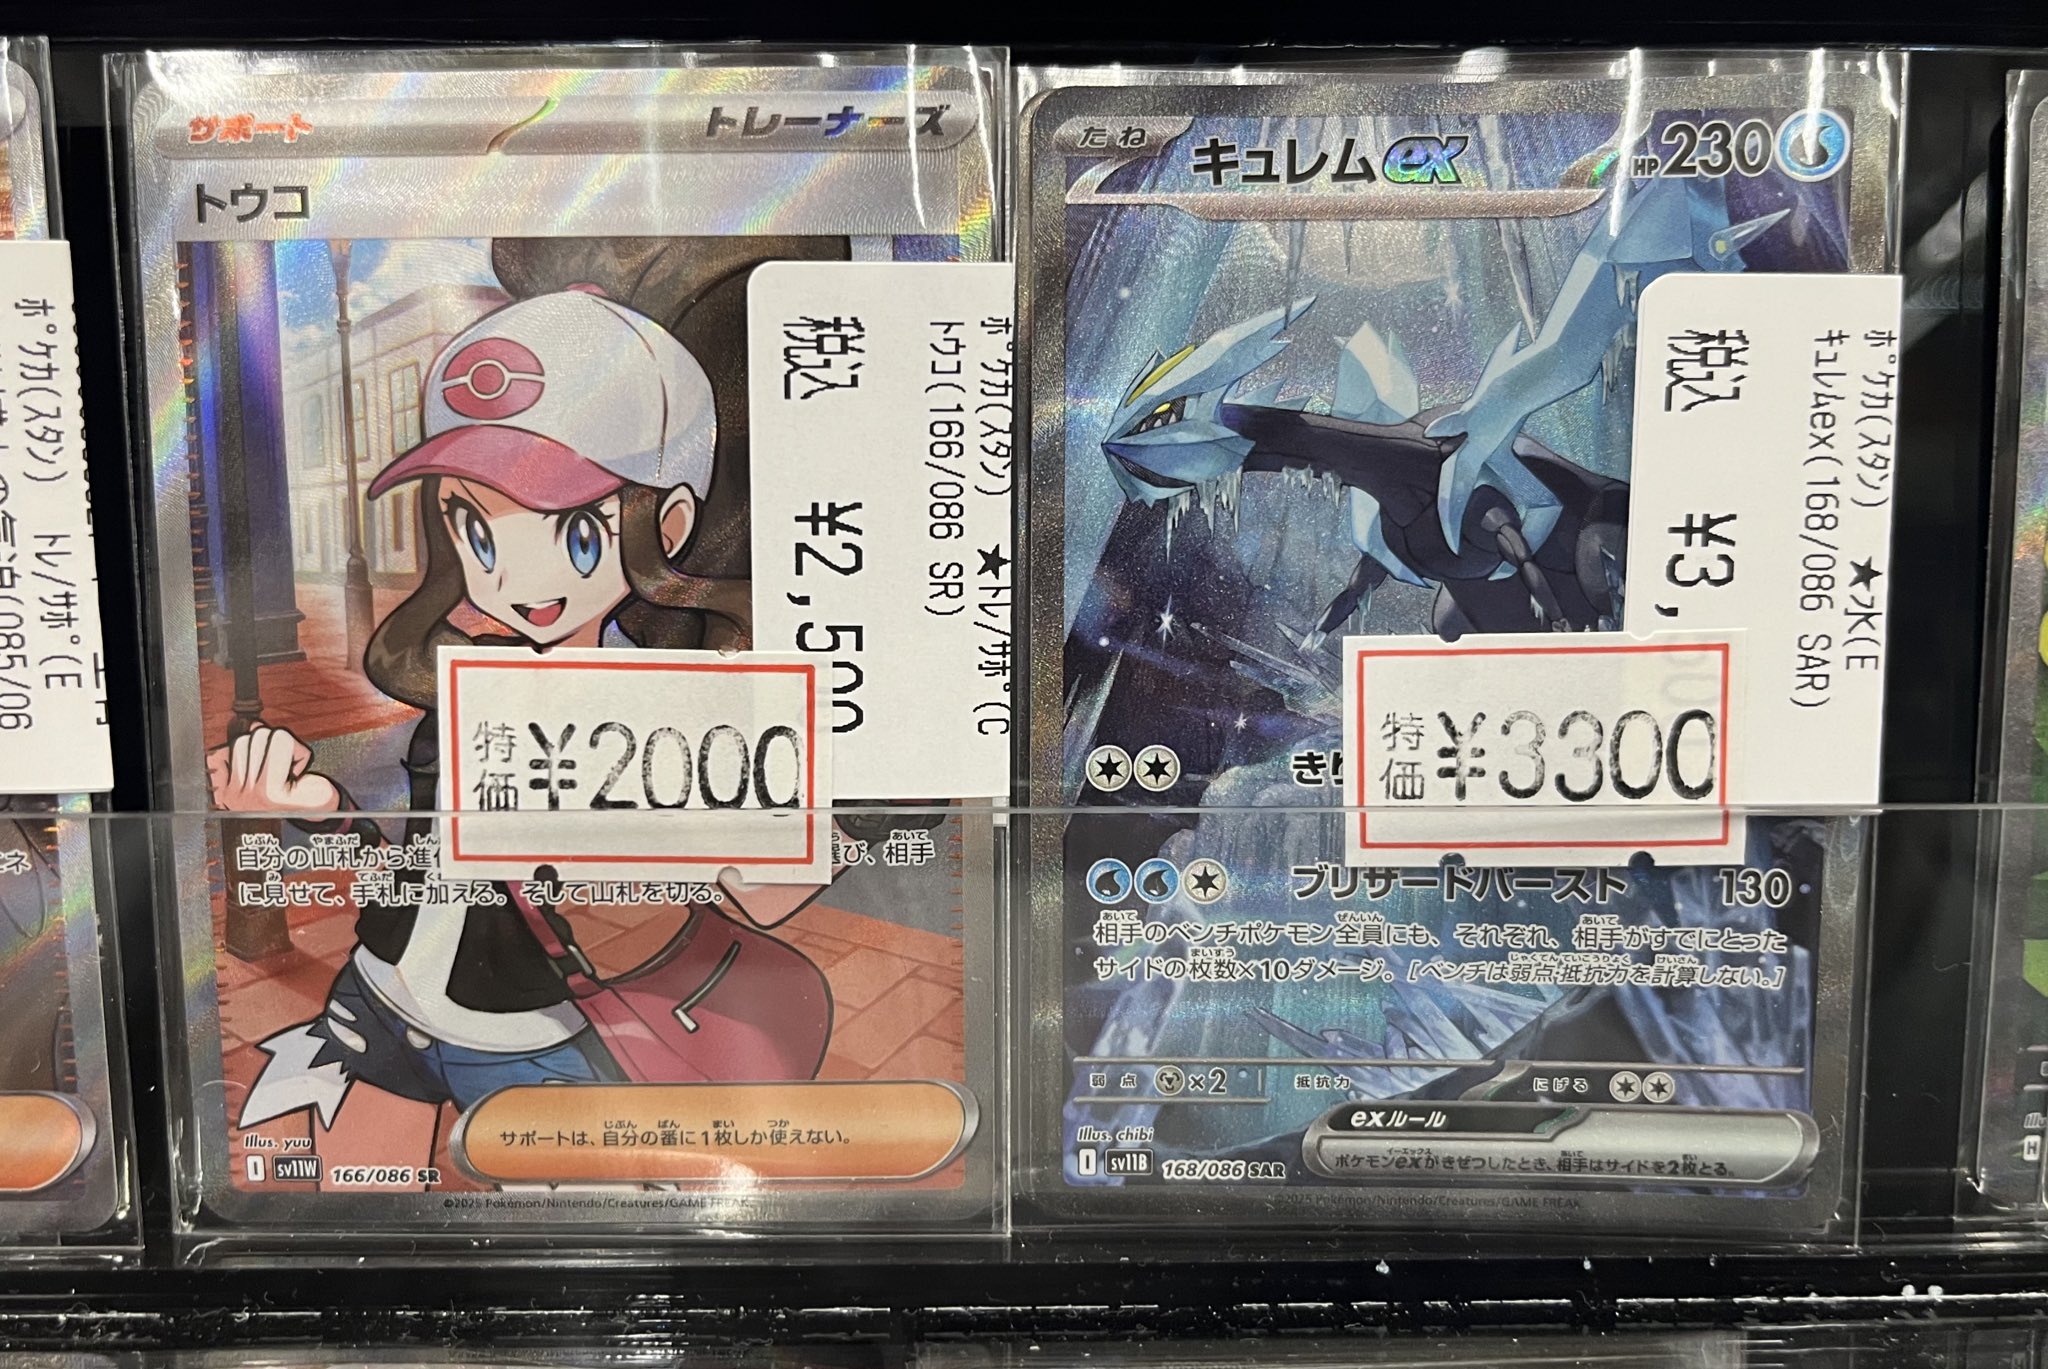 ポケカ(スタン) トレ/サポ(E
(085/06
サポート
トレーナーズ
トウコ
ポケカ(スタン) ★トレ/サポ(C
トウコ(166/086 SR)
税込 ¥2,500
特価 ¥2000
自分の山札から進
び、相手
に見せて、手札に加える。そして山札を切る。
サポートは、自分の番に1枚しか使えない。
Illus. yuu
I sv11W 166/086 SR
©2025 Pokémon/Nintendo/Creatures/GAME FREAK
たね
キュレムex
HP230
ポケカ(スタン) ★水(E
キュレムex(168/086 SAR)
税込 ¥3,
特価 ¥3300
きり
ブリザードバースト 130
相手のベンチポケモン全員にも、それぞれ、相手がすでにとった
サイドの枚数×10ダメージ。[ベンチは弱点・抵抗力を計算しない。]
弱点 ×2 抵抗力 にげる
exルール
ポケモンexがきぜつしたとき、相手はサイドを2枚とる。
Illus. chibi
I sv11B 168/086 SAR
©2025 Pokémon/Nintendo/Creatures/GAME FREAK